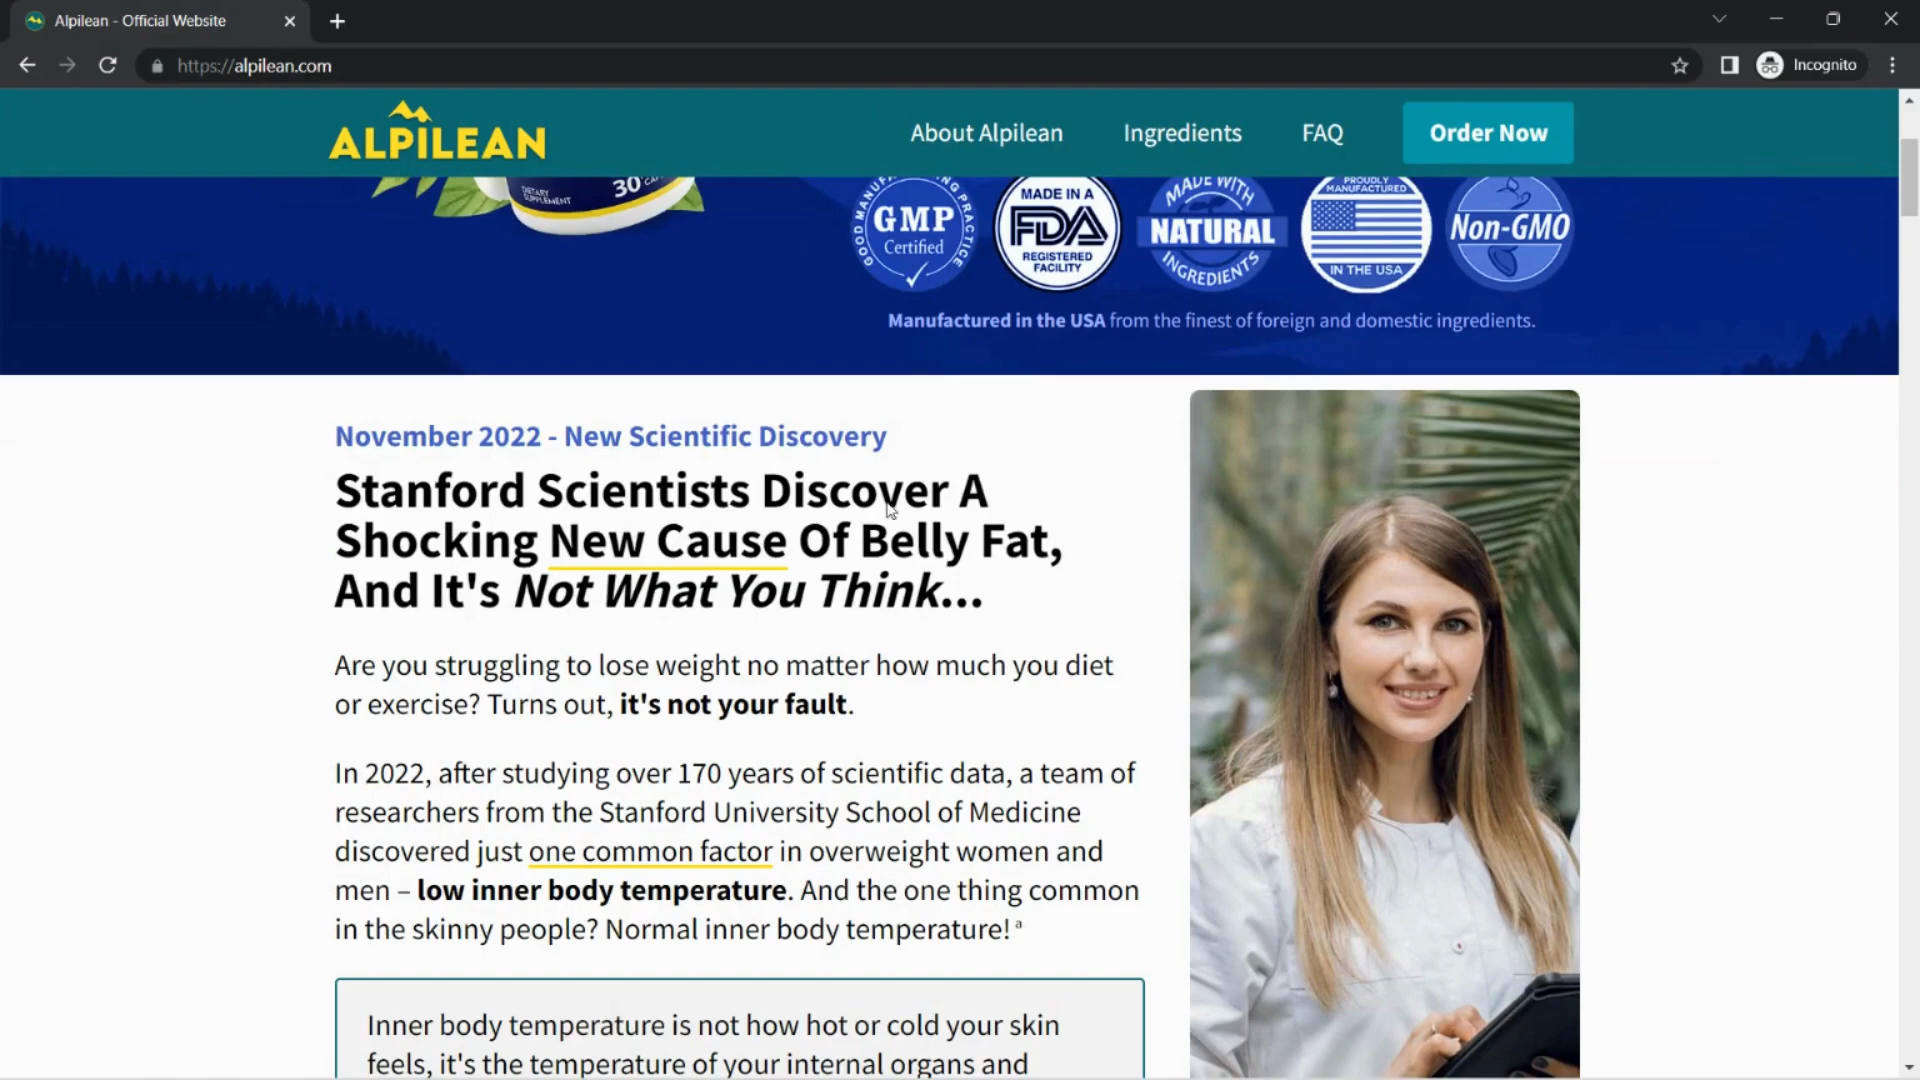 Alpilean - Official Website
https://alpilean.com
Incognito
ALPILEAN
About Alpilean
Ingredients
FAQ
Order Now
DIETARY
SUPPLEMENT
30
GOOD MANUFACTURING PRACTICE
GMP
Certified
MADE IN A
FDA
REGISTERED
FACILITY
MADE WITH
NATURAL
INGREDIENTS
PROUDLY
MANUFACTURED
IN THE USA
Non-GMO
Manufactured in the USA from the finest of foreign and domestic ingredients.
November 2022 - New Scientific Discovery
Stanford Scientists Discover A
Shocking New Cause Of Belly Fat,
And It's Not What You Think...
Are you struggling to lose weight no matter how much you diet
or exercise? Turns out, it's not your fault.
In 2022, after studying over 170 years of scientific data, a team of
researchers from the Stanford University School of Medicine
discovered just one common factor in overweight women and
men – low inner body temperature. And the one thing common
in the skinny people? Normal inner body temperature! ª
Inner body temperature is not how hot or cold your skin
feels, it's the temperature of your internal organs and